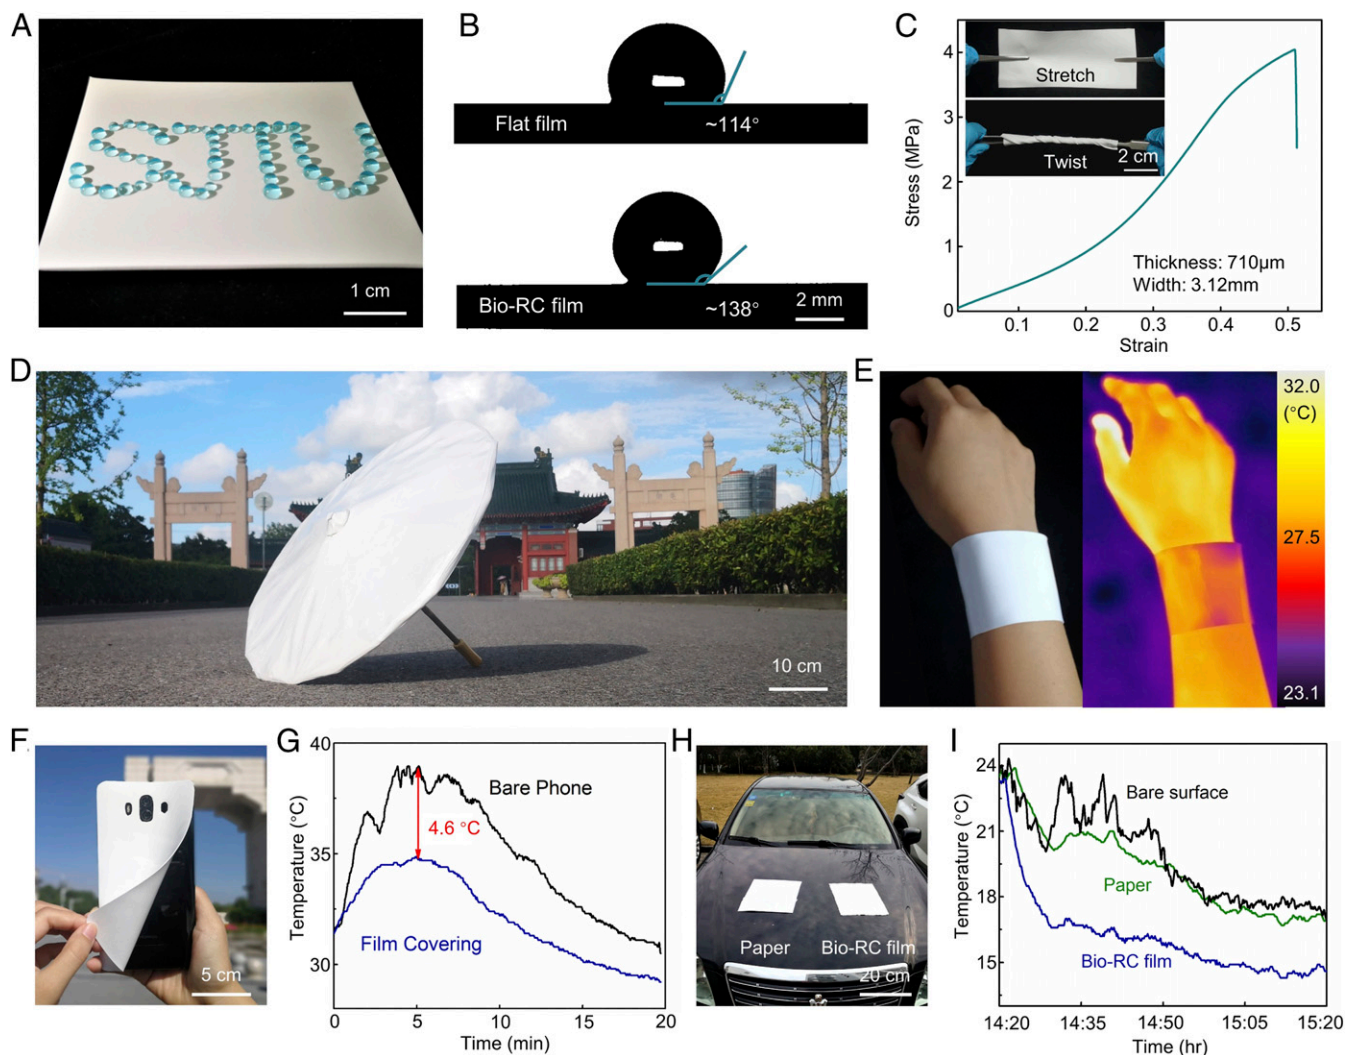 A
SJTU
1 cm
B
Flat film
~114°
Bio-RC film
~138°
2 mm
C
Stress (MPa)
4
3
2
1
0
Stretch
Twist
2 cm
Thickness: 710µm
Width: 3.12mm
0.1
0.2
0.3
0.4
0.5
Strain
D
10 cm
E
32.0
(°C)
27.5
23.1
F
5 cm
G
Temperature (°C)
40
35
30
Bare Phone
4.6 °C
Film Covering
0
5
10
15
20
Time (min)
H
Paper
Bio-RC film
20 cm
I
Temperature (°C)
24
21
18
15
Bare surface
Paper
Bio-RC film
14:20
14:35
14:50
15:05
15:20
Time (hr)